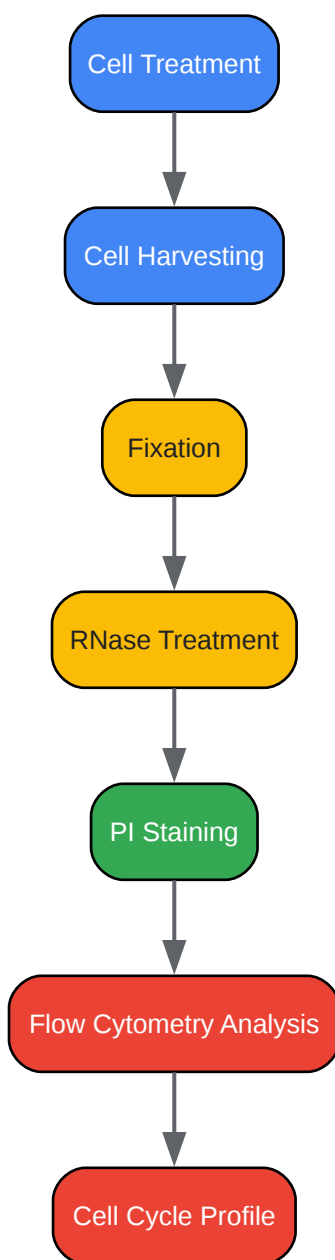 Cell Treatment
Cell Harvesting
Fixation
RNase Treatment
PI Staining
Flow Cytometry Analysis
Cell Cycle Profile